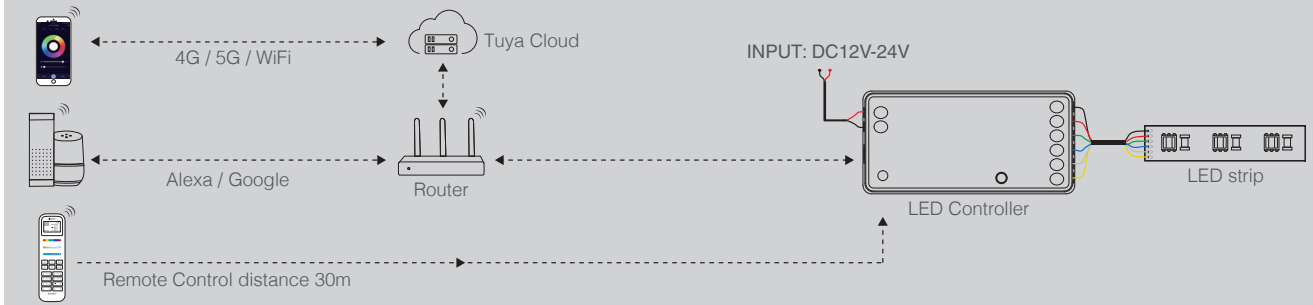 4G / 5G / WiFi
Tuya Cloud
INPUT: DC12V-24V
Alexa / Google
Router
LED Controller
LED strip
Remote Control distance 30m